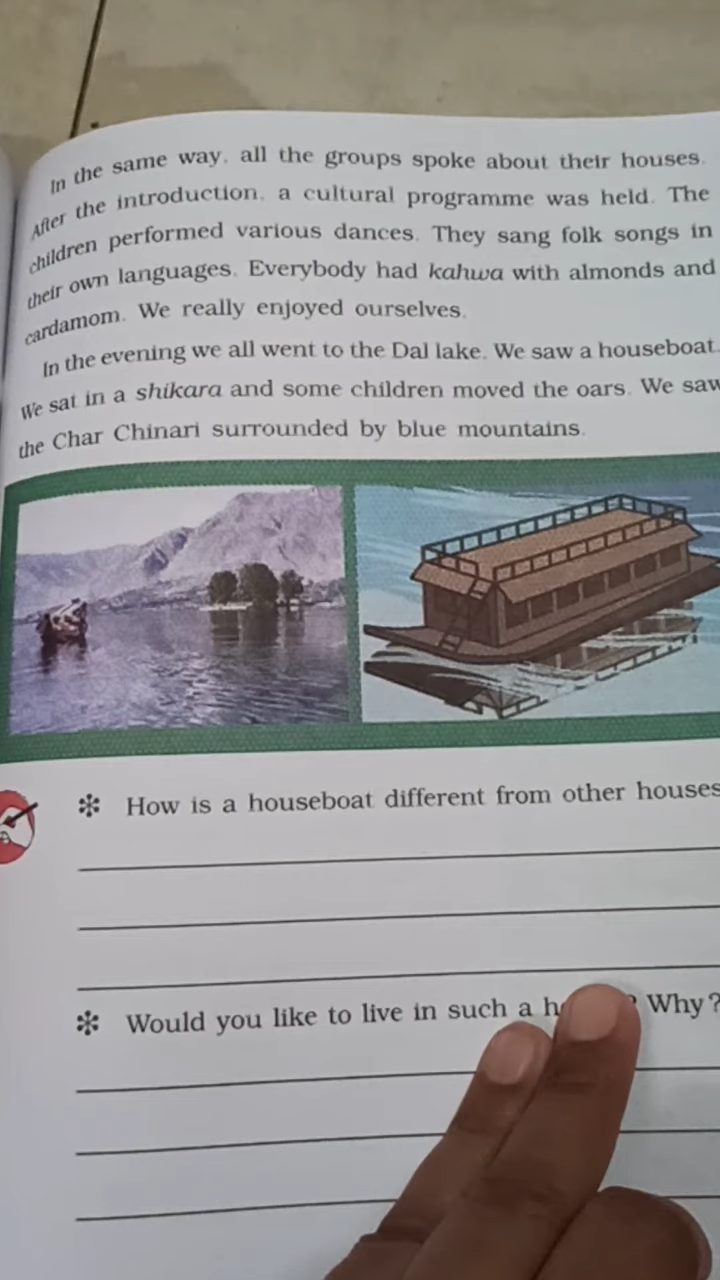 In the same way, all the groups spoke about their houses.
After the introduction, a cultural programme was held. The
children performed various dances. They sang folk songs in
their own languages. Everybody had kahwa with almonds and
cardamom. We really enjoyed ourselves.
In the evening we all went to the Dal lake. We saw a houseboat.
We sat in a shikara and some children moved the oars. We saw
the Char Chinari surrounded by blue mountains.
* How is a houseboat different from other houses
* Would you like to live in such a Why?